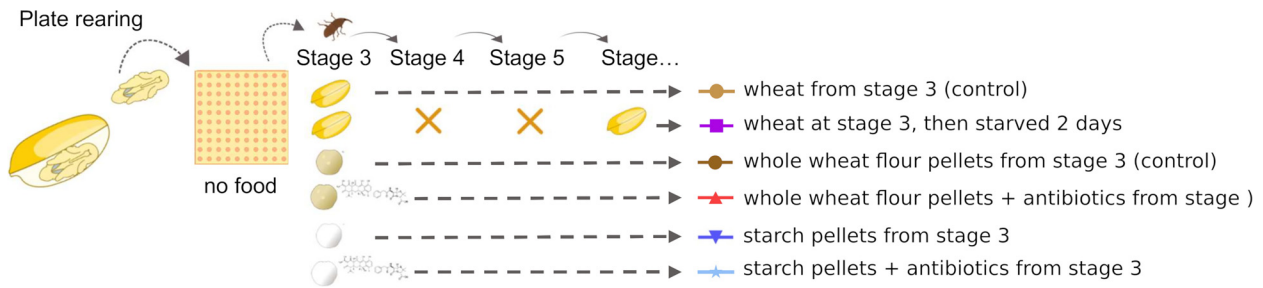 Plate rearing
Stage 3 Stage 4 Stage 5 Stage...
no food
wheat from stage 3 (control)
wheat at stage 3, then starved 2 days
whole wheat flour pellets from stage 3 (control)
whole wheat flour pellets + antibiotics from stage )
starch pellets from stage 3
starch pellets + antibiotics from stage 3